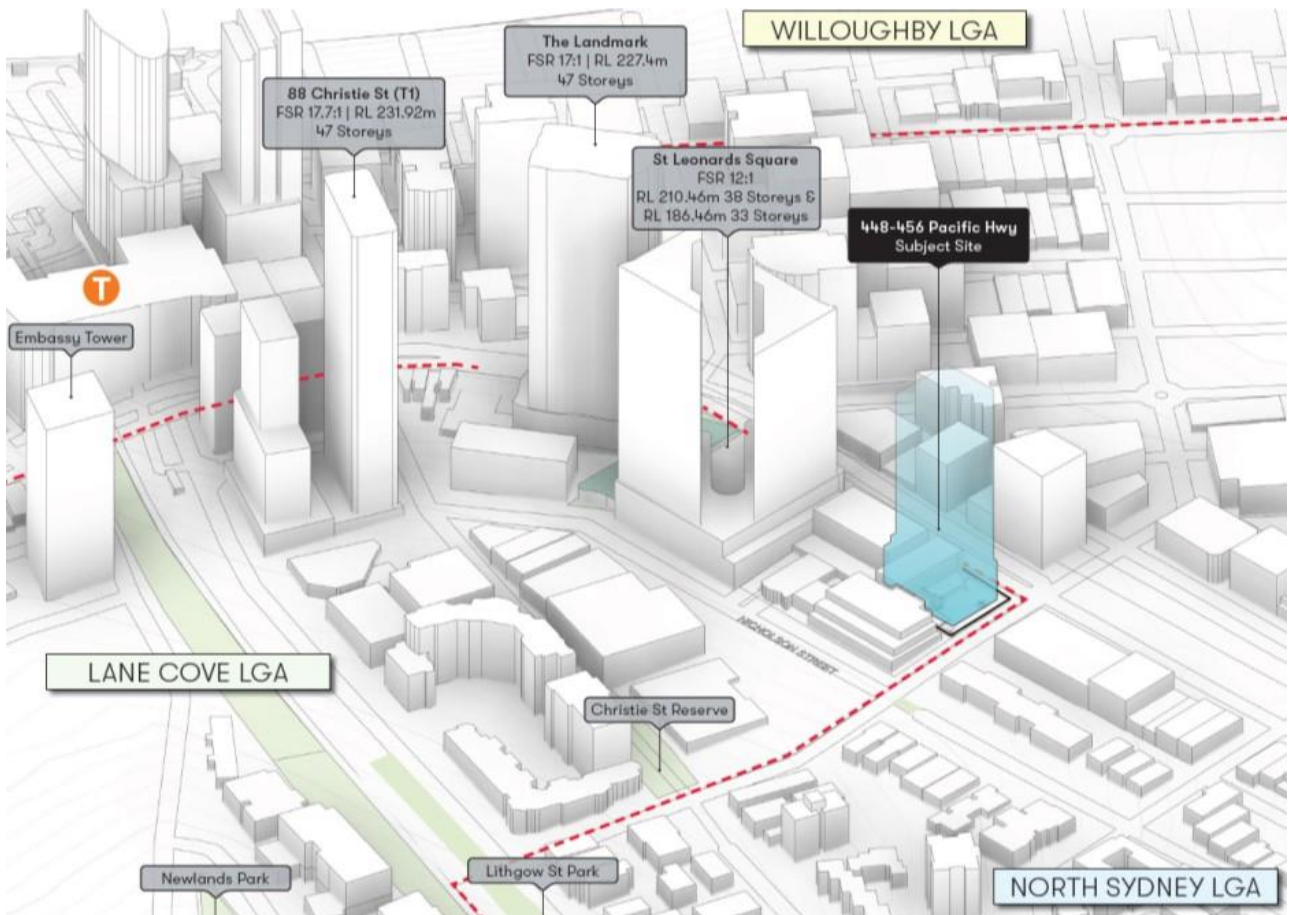 WILLOUGHBY LGA
The Landmark
FSR 17:1 | RL 227.4m
47 Storeys
88 Christie St (T1)
FSR 17.7:1 | RL 231.92m
47 Storeys
St Leonards Square
FSR 12:1
RL 210.46m 38 Storeys &
RL 186.46m 33 Storeys
448-456 Pacific Hwy
Subject Site
T
Embassy Tower
NICHOLSON STREET
LANE COVE LGA
Christie St Reserve
Newlands Park
Lithgow St Park
NORTH SYDNEY LGA